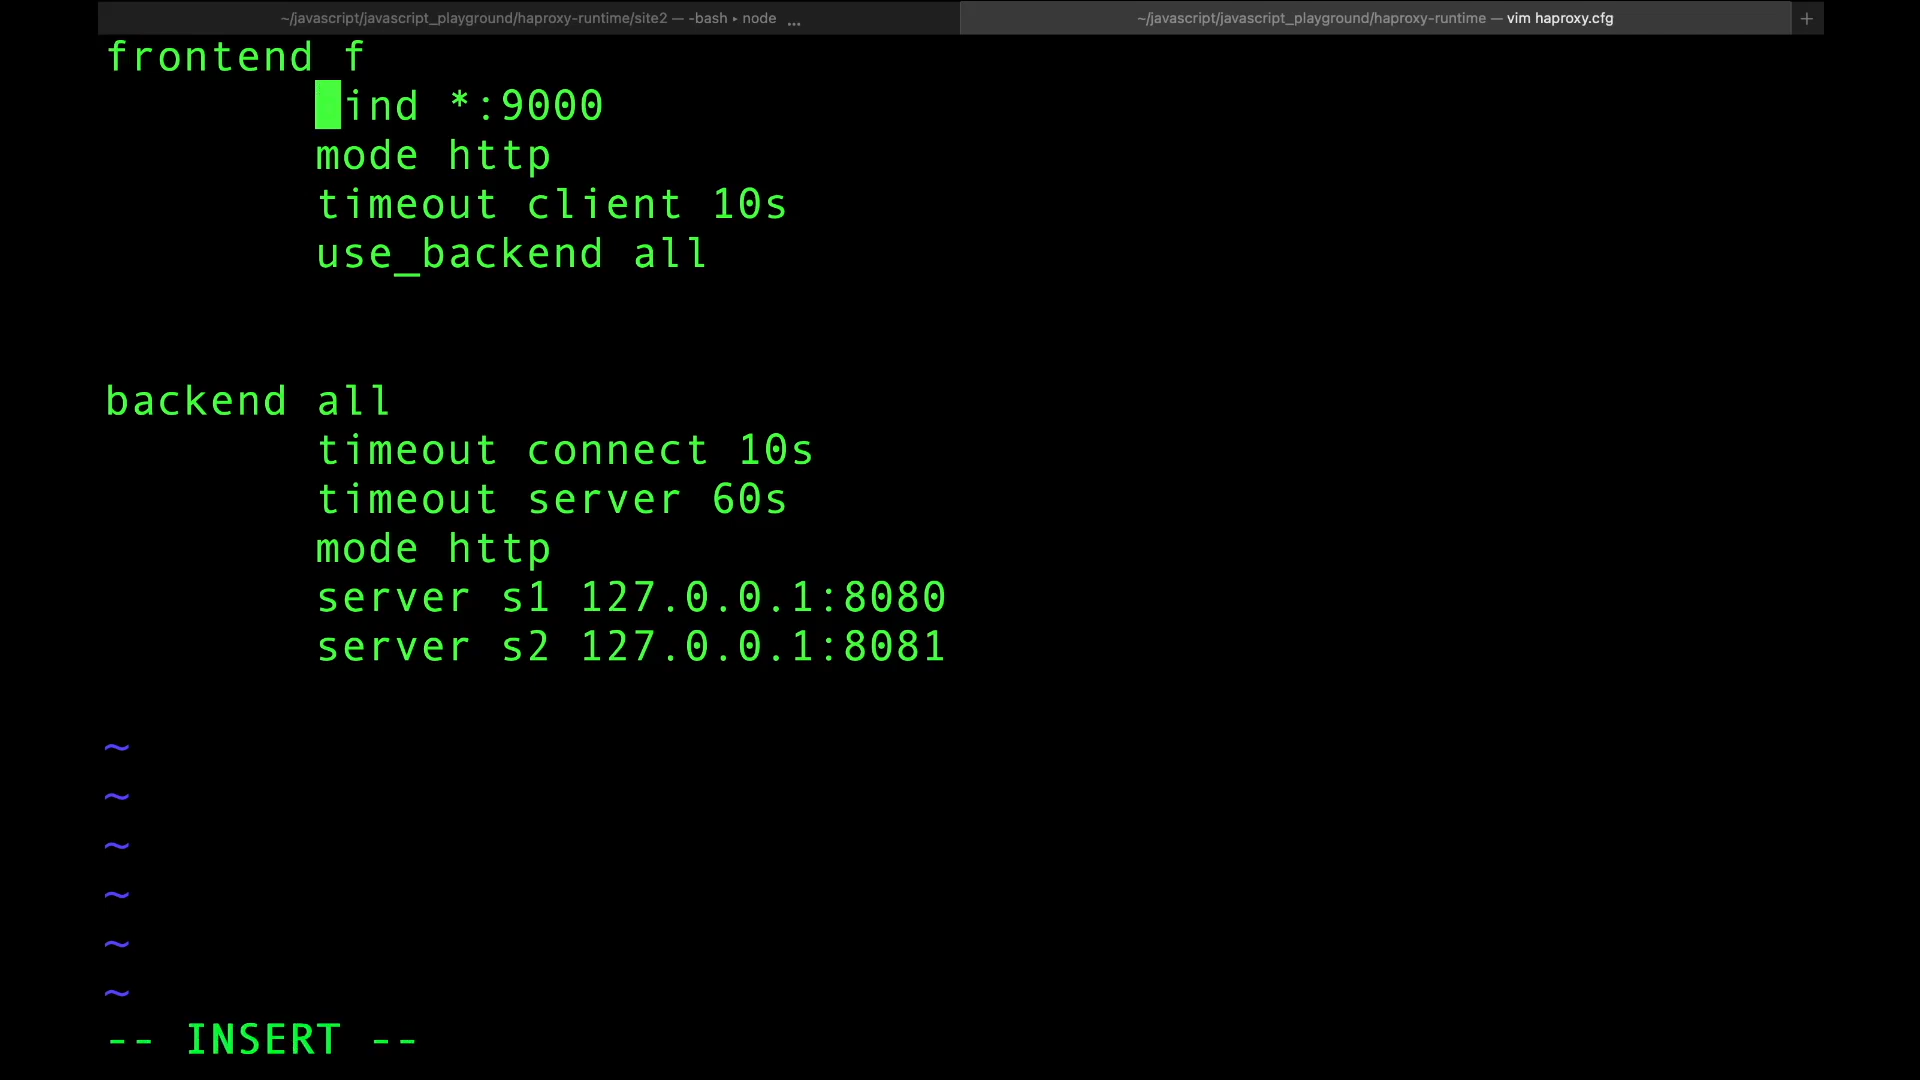 ~/javascript/javascript_playground/haproxy-runtime/site2 — -bash ▸ node ...
~/javascript/javascript_playground/haproxy-runtime — vim haproxy.cfg +
frontend f
bind *:9000
mode http
timeout client 10s
use_backend all
backend all
timeout connect 10s
timeout server 60s
mode http
server s1 127.0.0.1:8080
server s2 127.0.0.1:8081
~
~
~
~
~
~
-- INSERT --